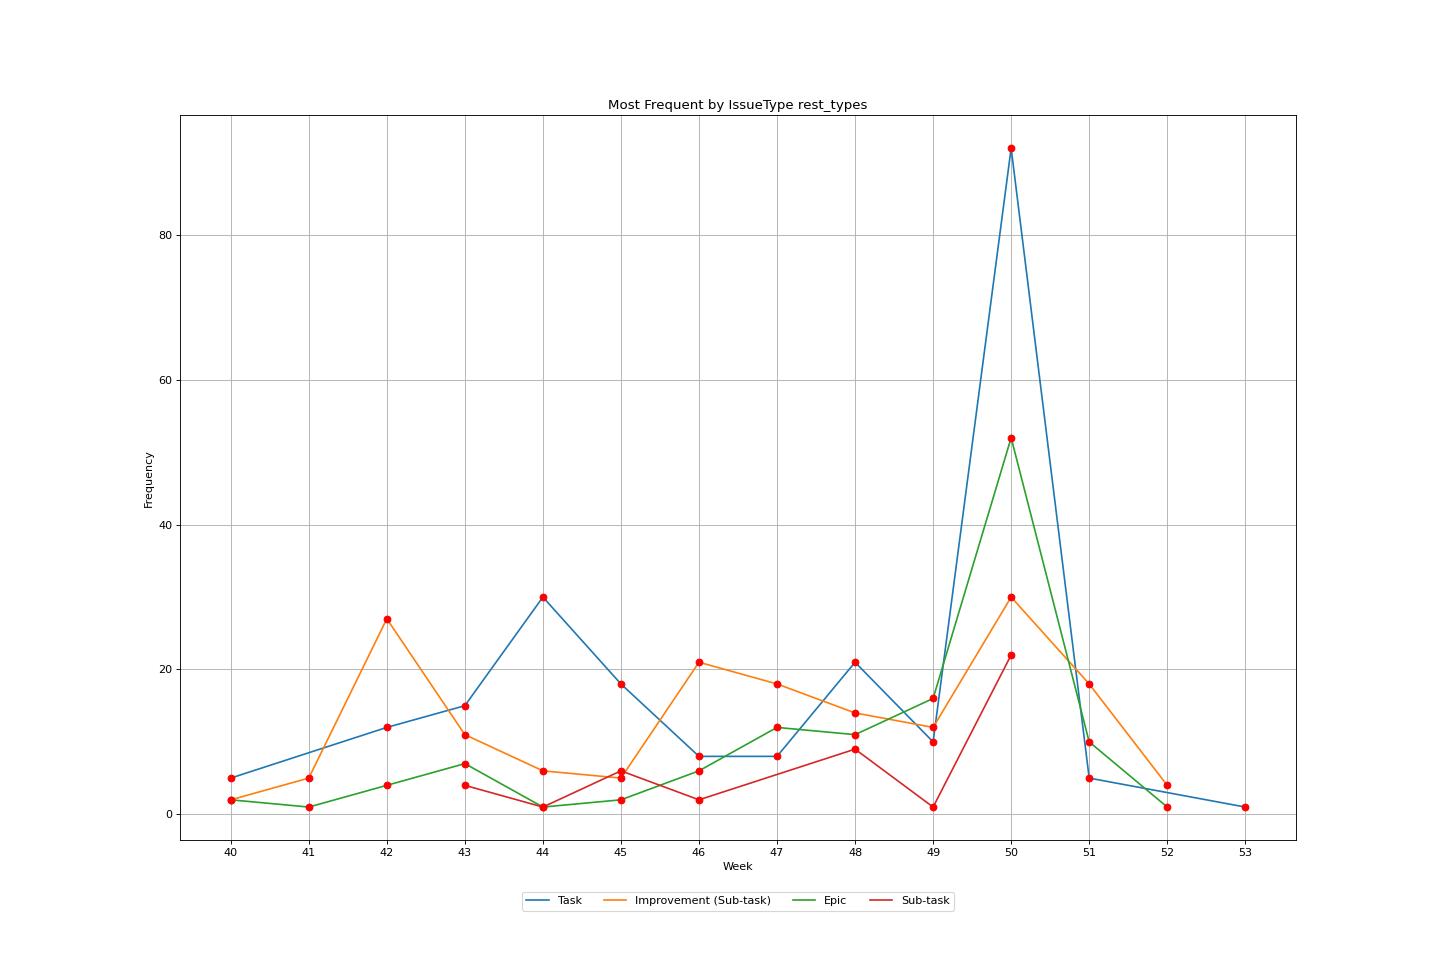 Most Frequent by IssueType rest_types
80
60
40
20
0
Frequency
40 41 42 43 44 45 46 47 48 49 50 51 52 53
Week
Task Improvement (Sub-task) Epic Sub-task